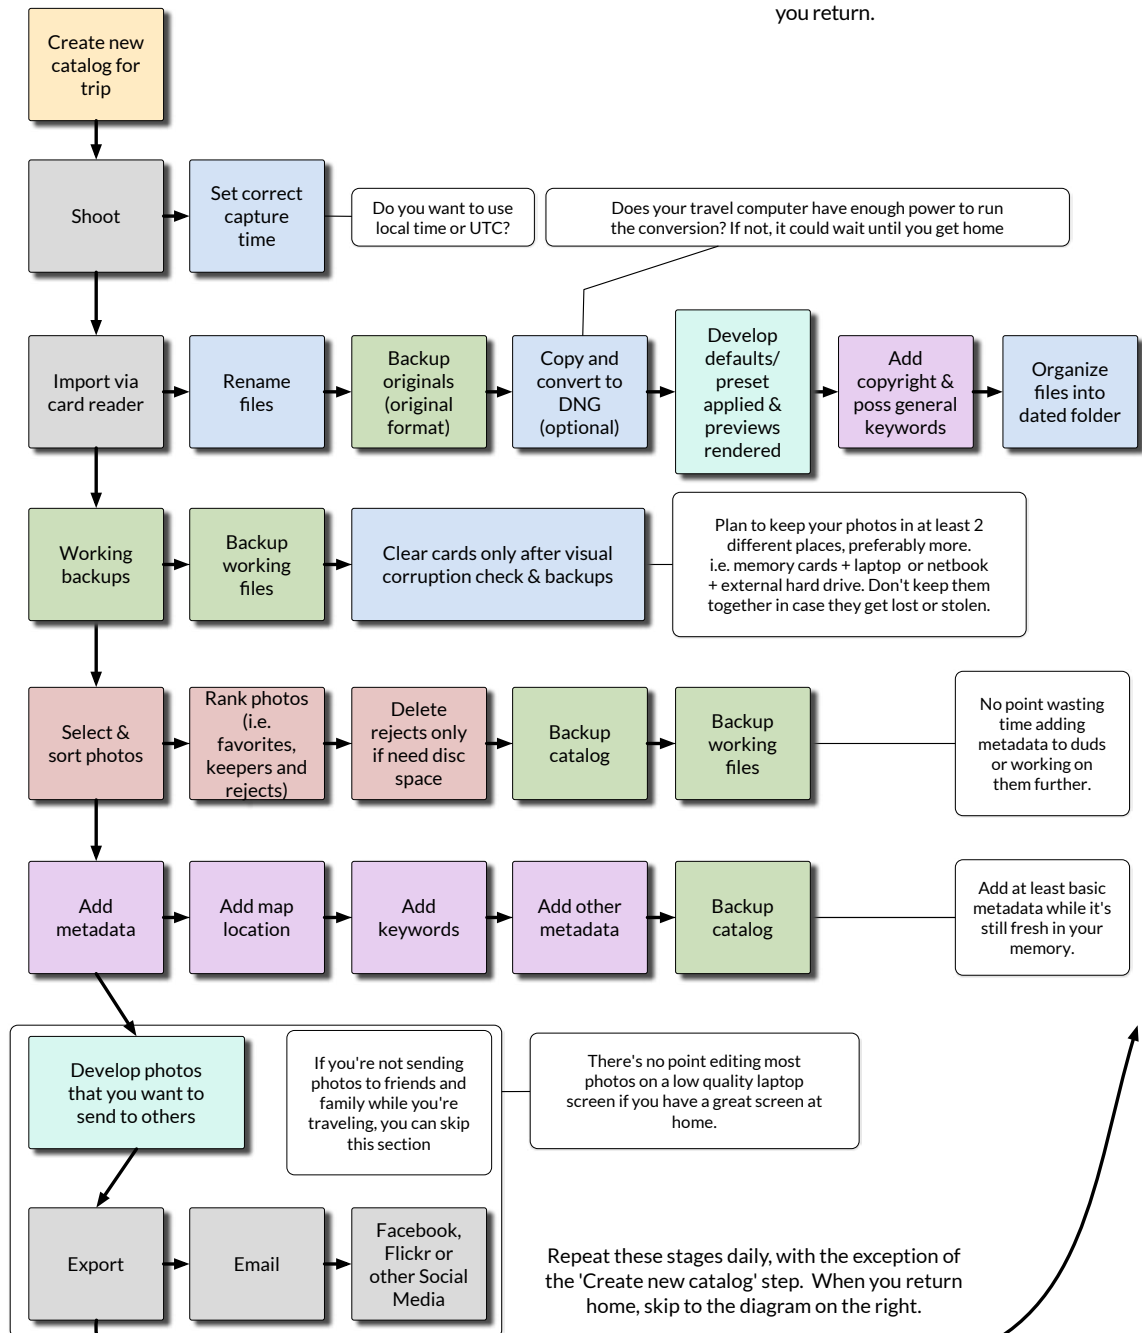 you return.
Create new
catalog for
trip
Shoot
Set correct
capture
time
Do you want to use
local time or UTC?
Does your travel computer have enough power to run
the conversion? If not, it could wait until you get home
Import via
card reader
Rename
files
Backup
originals
(original
format)
Copy and
convert to
DNG
(optional)
Develop
defaults/
preset
applied &
previews
rendered
Add
copyright &
poss general
keywords
Organize
files into
dated folder
Working
backups
Backup
working
files
Clear cards only after visual
corruption check & backups
Plan to keep your photos in at least 2
different places, preferably more.
i.e. memory cards + laptop or netbook
+ external hard drive. Don't keep them
together in case they get lost or stolen.
Select &
sort photos
Rank photos
(i.e.
favorites,
keepers and
rejects)
Delete
rejects only
if need disc
space
Backup
catalog
Backup
working
files
No point wasting
time adding
metadata to duds
or working on
them further.
Add
metadata
Add map
location
Add
keywords
Add other
metadata
Backup
catalog
Add at least basic
metadata while it's
still fresh in your
memory.
Develop photos
that you want to
send to others
If you're not sending
photos to friends and
family while you're
traveling, you can skip
this section
There's no point editing most
photos on a low quality laptop
screen if you have a great screen at
home.
Export
Email
Facebook,
Flickr or
other Social
Media
Repeat these stages daily, with the exception of
the 'Create new catalog' step. When you return
home, skip to the diagram on the right.